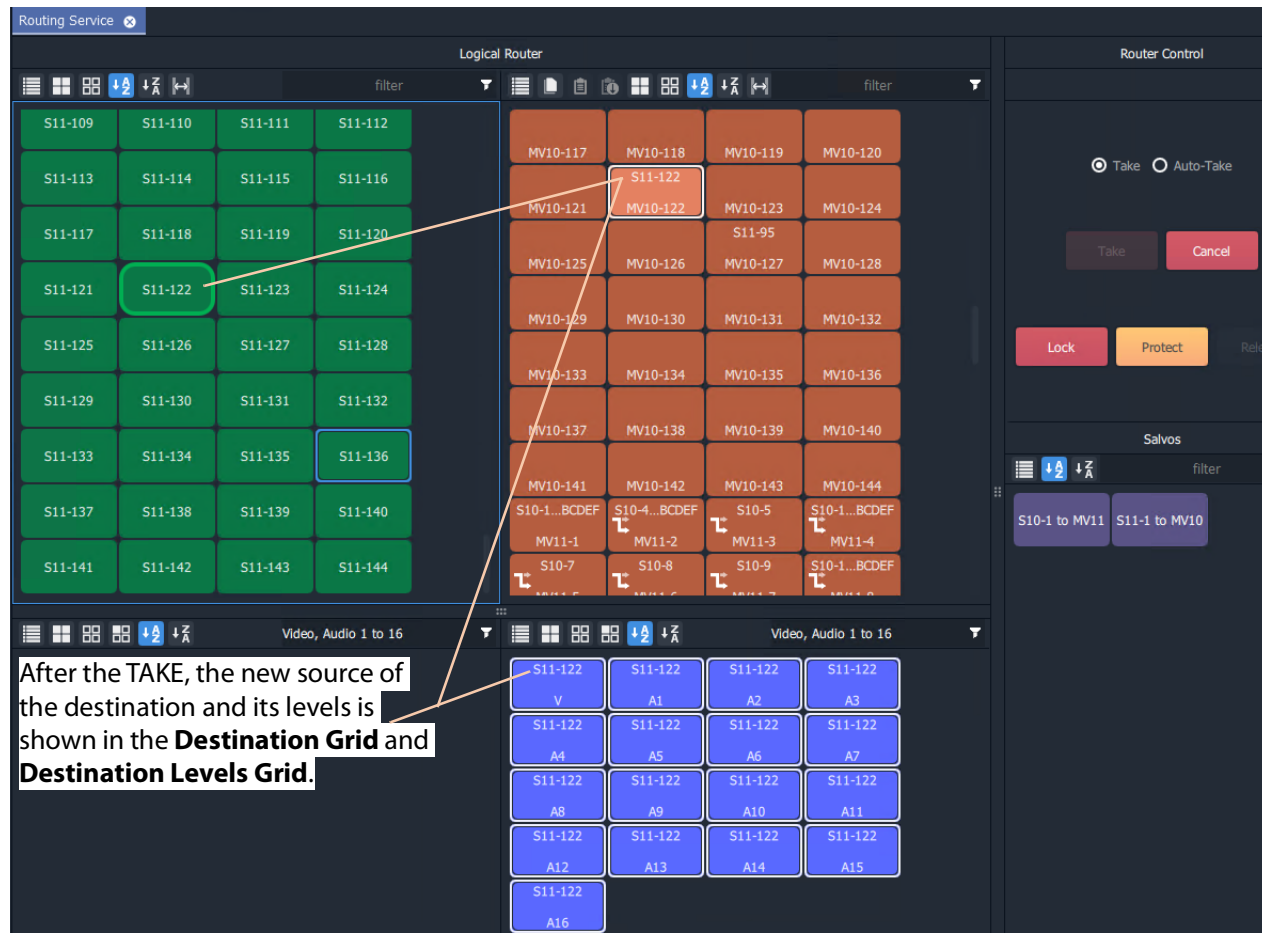 Routing Service
Logical Router
Router Control
filter
filter
S11-109 S11-110 S11-111 S11-112
S11-113 S11-114 S11-115 S11-116
S11-117 S11-118 S11-119 S11-120
S11-121 S11-122 S11-123 S11-124
S11-125 S11-126 S11-127 S11-128
S11-129 S11-130 S11-131 S11-132
S11-133 S11-134 S11-135 S11-136
S11-137 S11-138 S11-139 S11-140
S11-141 S11-142 S11-143 S11-144
MV10-117 MV10-118 MV10-119 MV10-120
S11-122
MV10-121 MV10-122 MV10-123 MV10-124
S11-95
MV10-125 MV10-126 MV10-127 MV10-128
MV10-129 MV10-130 MV10-131 MV10-132
MV10-133 MV10-134 MV10-135 MV10-136
MV10-137 MV10-138 MV10-139 MV10-140
MV10-141 MV10-142 MV10-143 MV10-144
S10-1...BCDEF S10-4...BCDEF S10-5 S10-1...BCDEF
MV11-1 MV11-2 MV11-3 MV11-4
S10-7 S10-8 S10-9 S10-1...BCDEF
Take Auto-Take
Take Cancel
Lock Protect
Salvos
filter
S10-1 to MV11 S11-1 to MV10
Video, Audio 1 to 16
Video, Audio 1 to 16
After the TAKE, the new source of
the destination and its levels is
shown in the Destination Grid and
Destination Levels Grid.
S11-122 S11-122 S11-122 S11-122
V A1 A2 A3
S11-122 S11-122 S11-122 S11-122
A4 A5 A6 A7
S11-122 S11-122 S11-122 S11-122
A8 A9 A10 A11
S11-122 S11-122 S11-122 S11-122
A12 A13 A14 A15
S11-122
A16